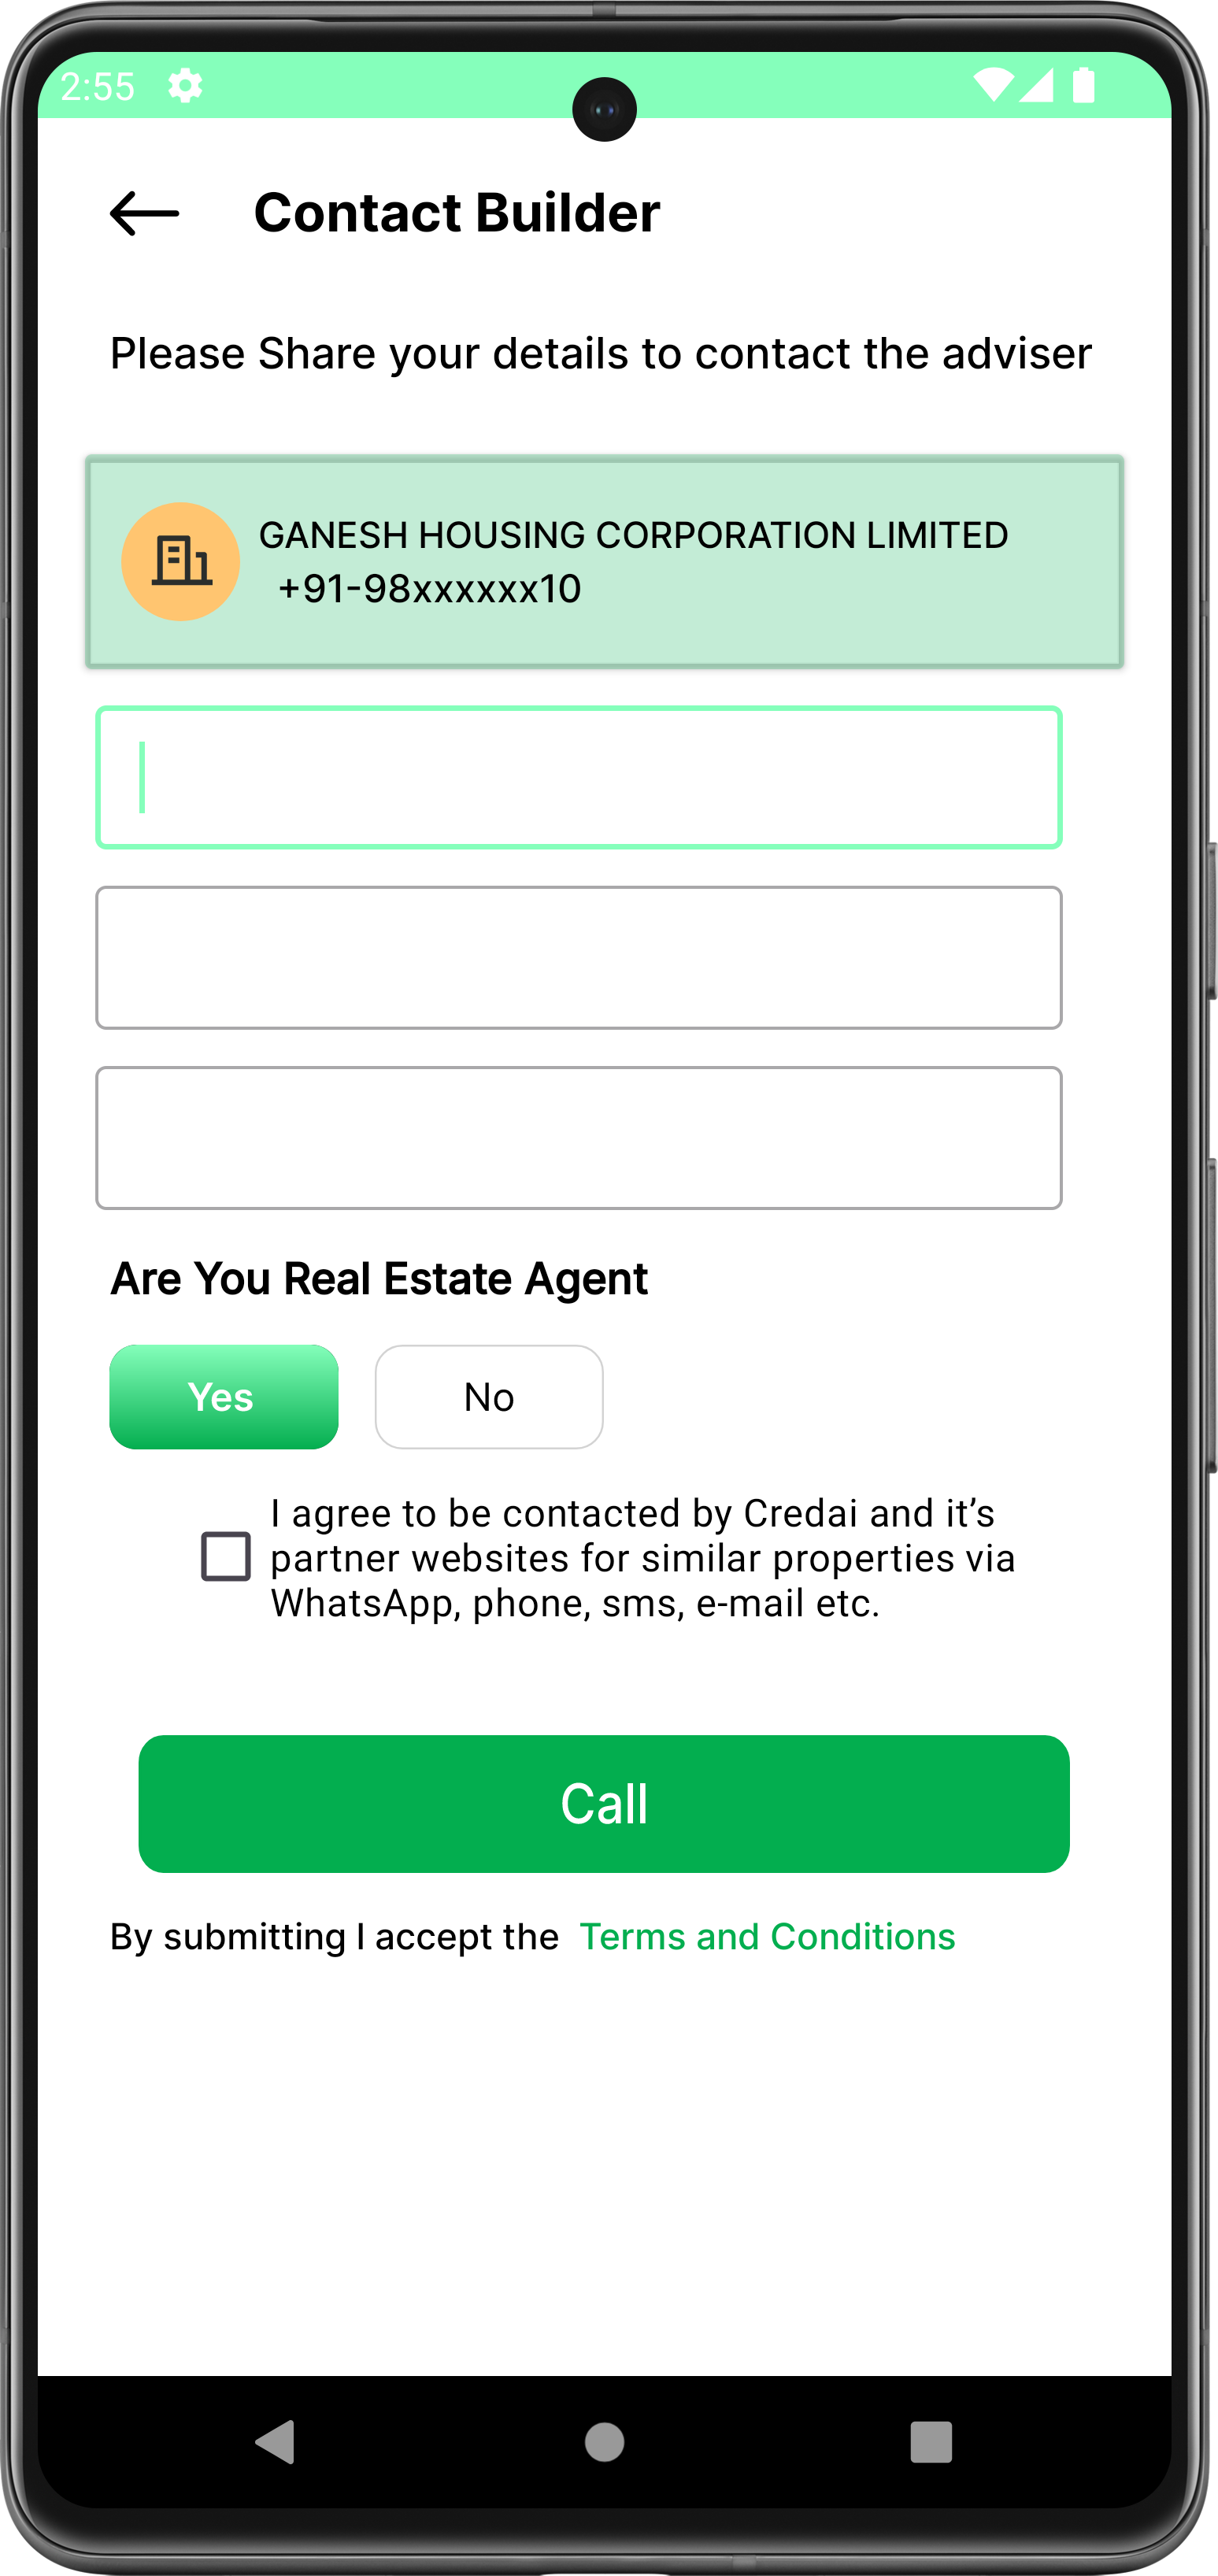 2:55
Contact Builder
Please Share your details to contact the adviser
GANESH HOUSING CORPORATION LIMITED
+91-98xxxxxx10
Are You Real Estate Agent
Yes
No
I agree to be contacted by Credai and it’s
partner websites for similar properties via
WhatsApp, phone, sms, e-mail etc.
Call
By submitting I accept the Terms and Conditions